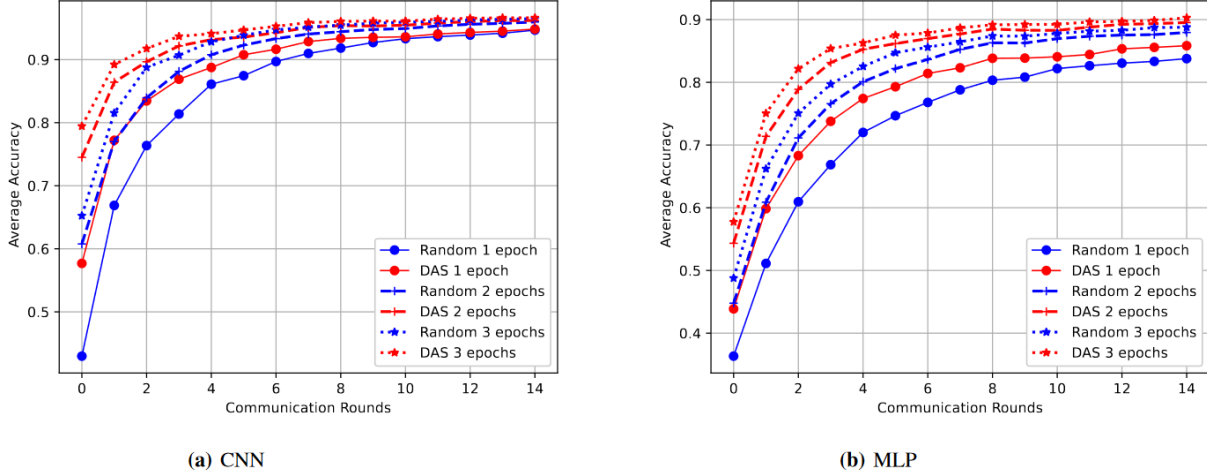 Average Accuracy
0.9
0.8
0.7
0.6
0.5
0 2 4 6 8 10 12 14
Communication Rounds
Random 1 epoch
DAS 1 epoch
Random 2 epochs
DAS 2 epochs
Random 3 epochs
DAS 3 epochs
(a) CNN
Average Accuracy
0.9
0.8
0.7
0.6
0.5
0.4
0 2 4 6 8 10 12 14
Communication Rounds
Random 1 epoch
DAS 1 epoch
Random 2 epochs
DAS 2 epochs
Random 3 epochs
DAS 3 epochs
(b) MLP